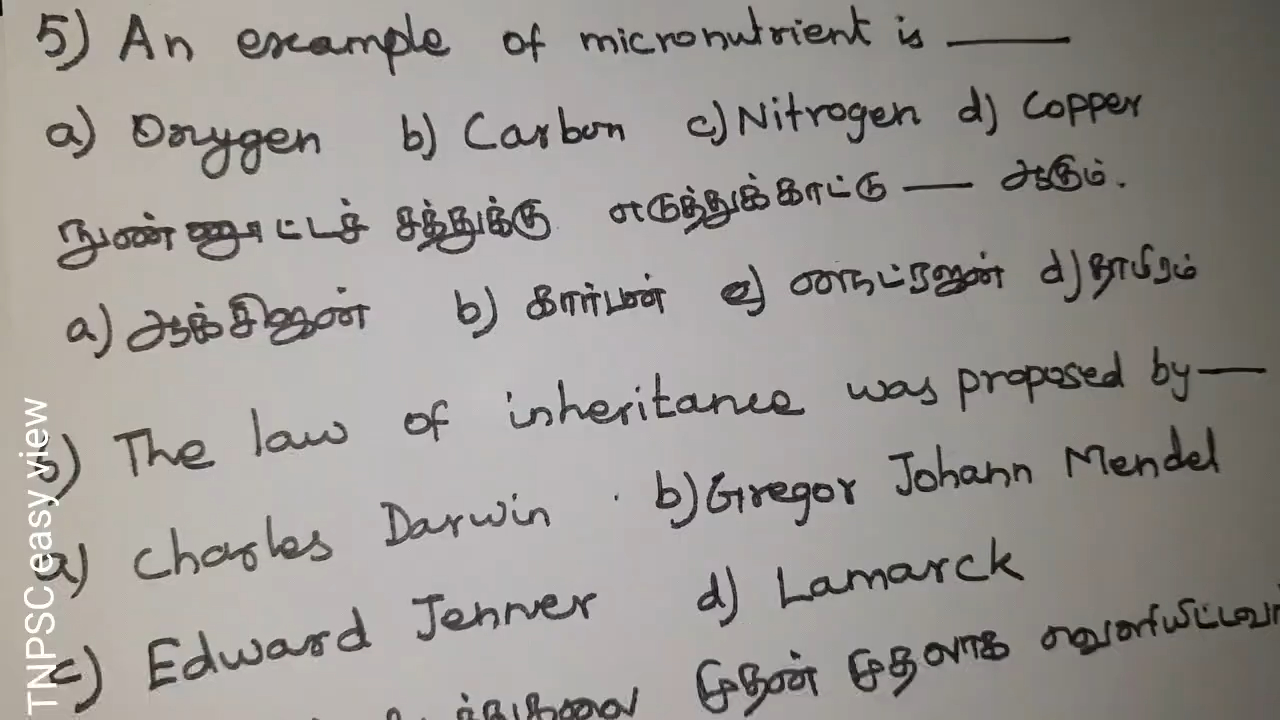 5) An example of micronutrient is ____
a) Oxygen b) Carbon c) Nitrogen d) Copper
நுண்ணூட்டச் சத்துக்கு எடுத்துக்காட்டு — ஆகும்.
a) ஆக்சிஜன் b) கார்பன் c) நைட்ரஜன் d) தாமிரம்
) The law of inheritance was proposed by —
a) Charles Darwin b) Gregor Johann Mendel
c) Edward Jenner d) Lamarck
முதன் முதலாக
TNPSC easy view